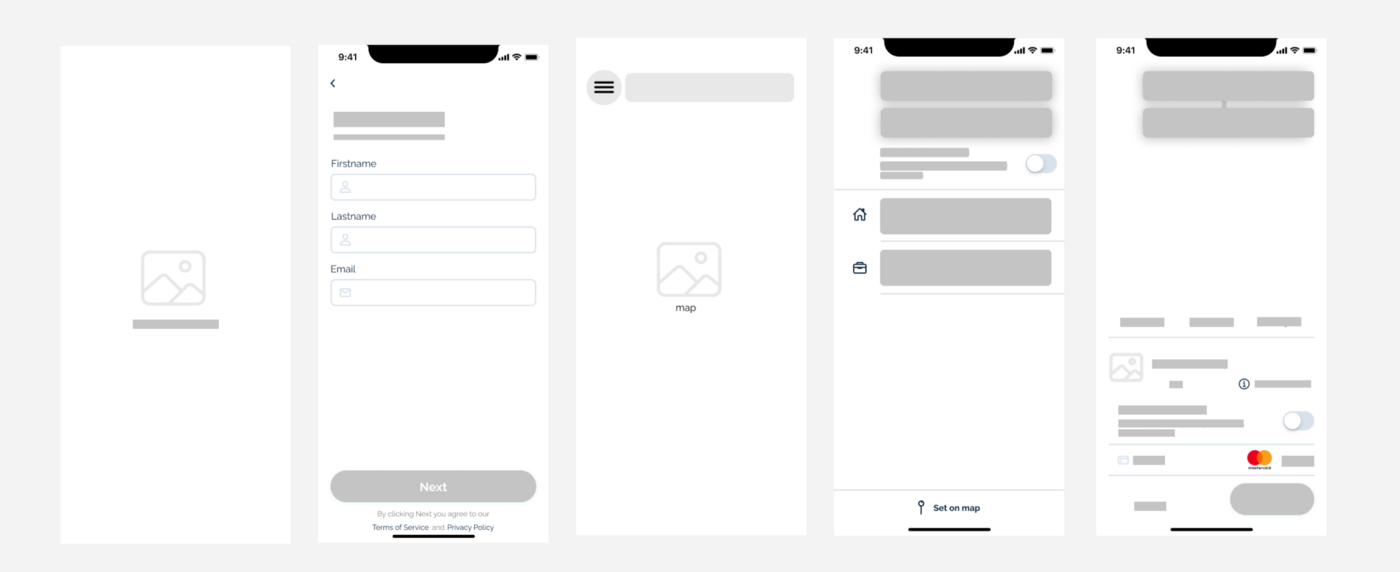 9:41
Firstname
Lastname
Email
Next
By clicking Next you agree to our
Terms of Service and Privacy Policy
map
9:41
Set on map
9:41
mastercard